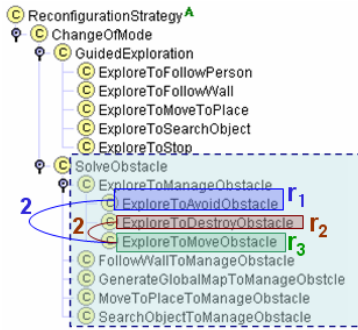 ReconfigurationStrategy A
ChangeOfMode
GuidedExploration
ExploreToFollowPerson
ExploreToFollowWall
ExploreToMoveToPlace
ExploreToSearchObject
ExploreToStop
SolveObstacle
ExploreToManageObstacle
ExploreToAvoidObstacle r1
2 ExploreToDestroyObstacle r2
2 ExploreToMoveObstacle r3
FollowWallToManageObstacle
GenerateGlobalMapToManageObstcle
MoveToPlaceToManageObstacle
SearchObjectToManageObstacle